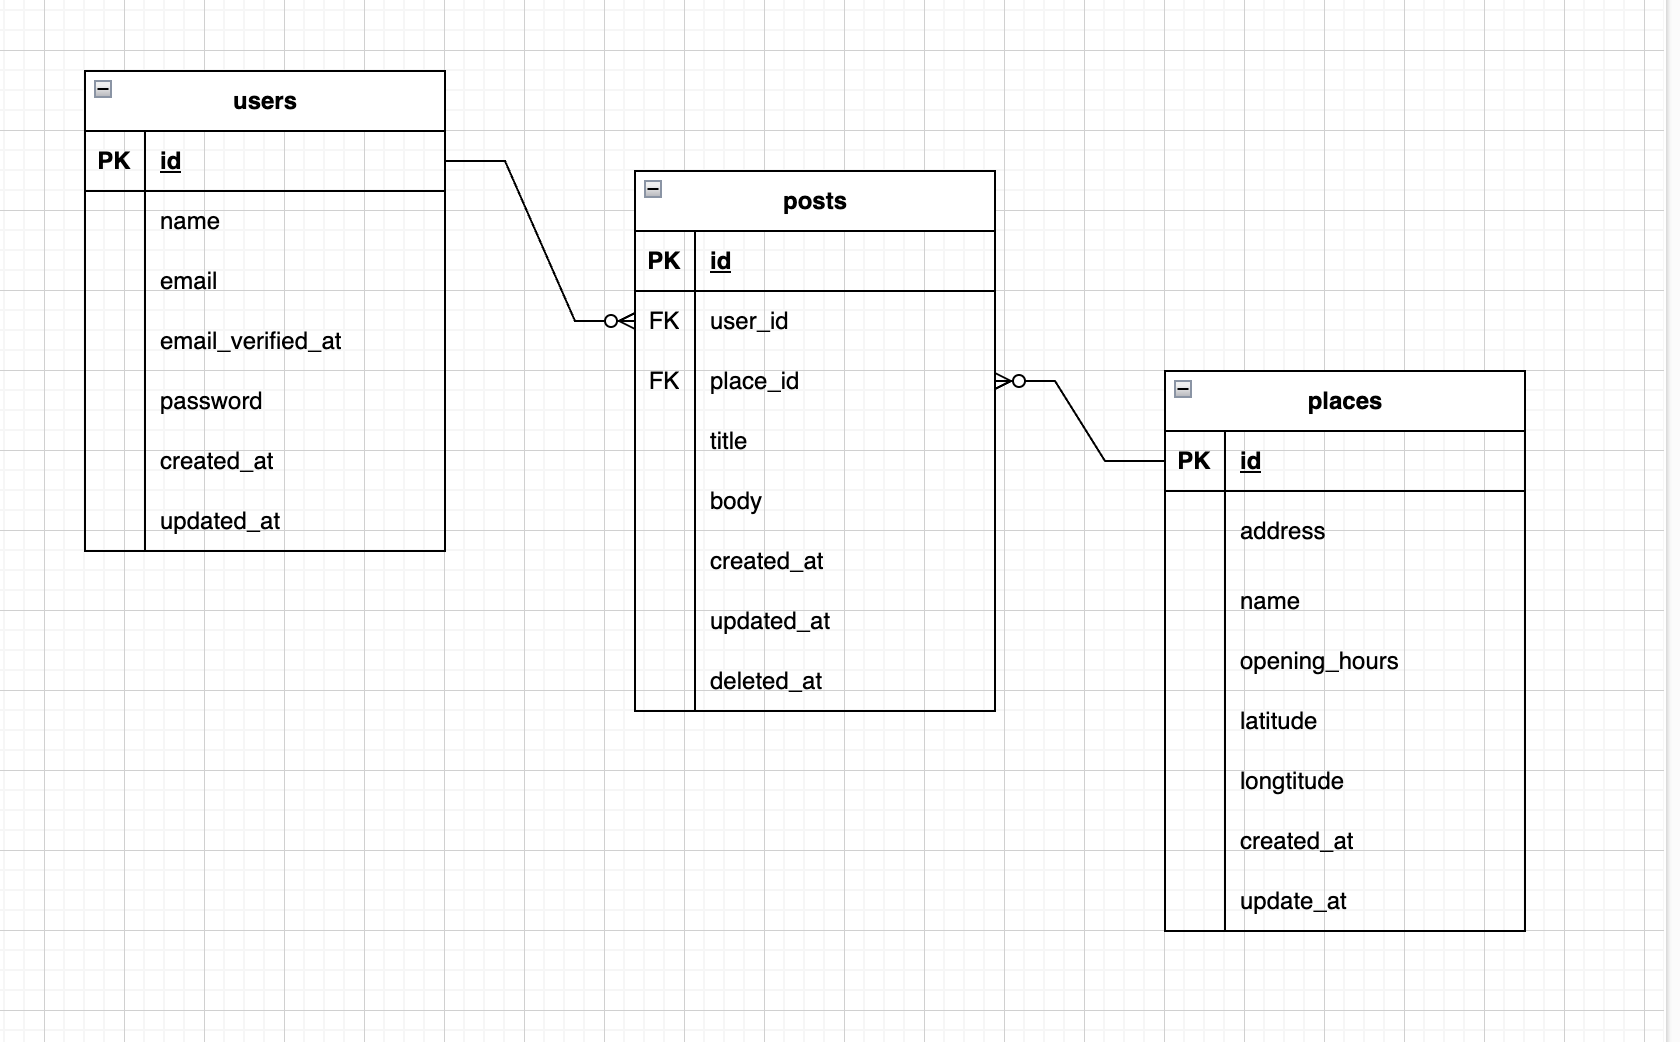 users
PK id
name
email
email_verified_at
password
created_at
updated_at
posts
PK id
FK user_id
FK place_id
title
body
created_at
updated_at
deleted_at
places
PK id
address
name
opening_hours
latitude
longtitude
created_at
update_at